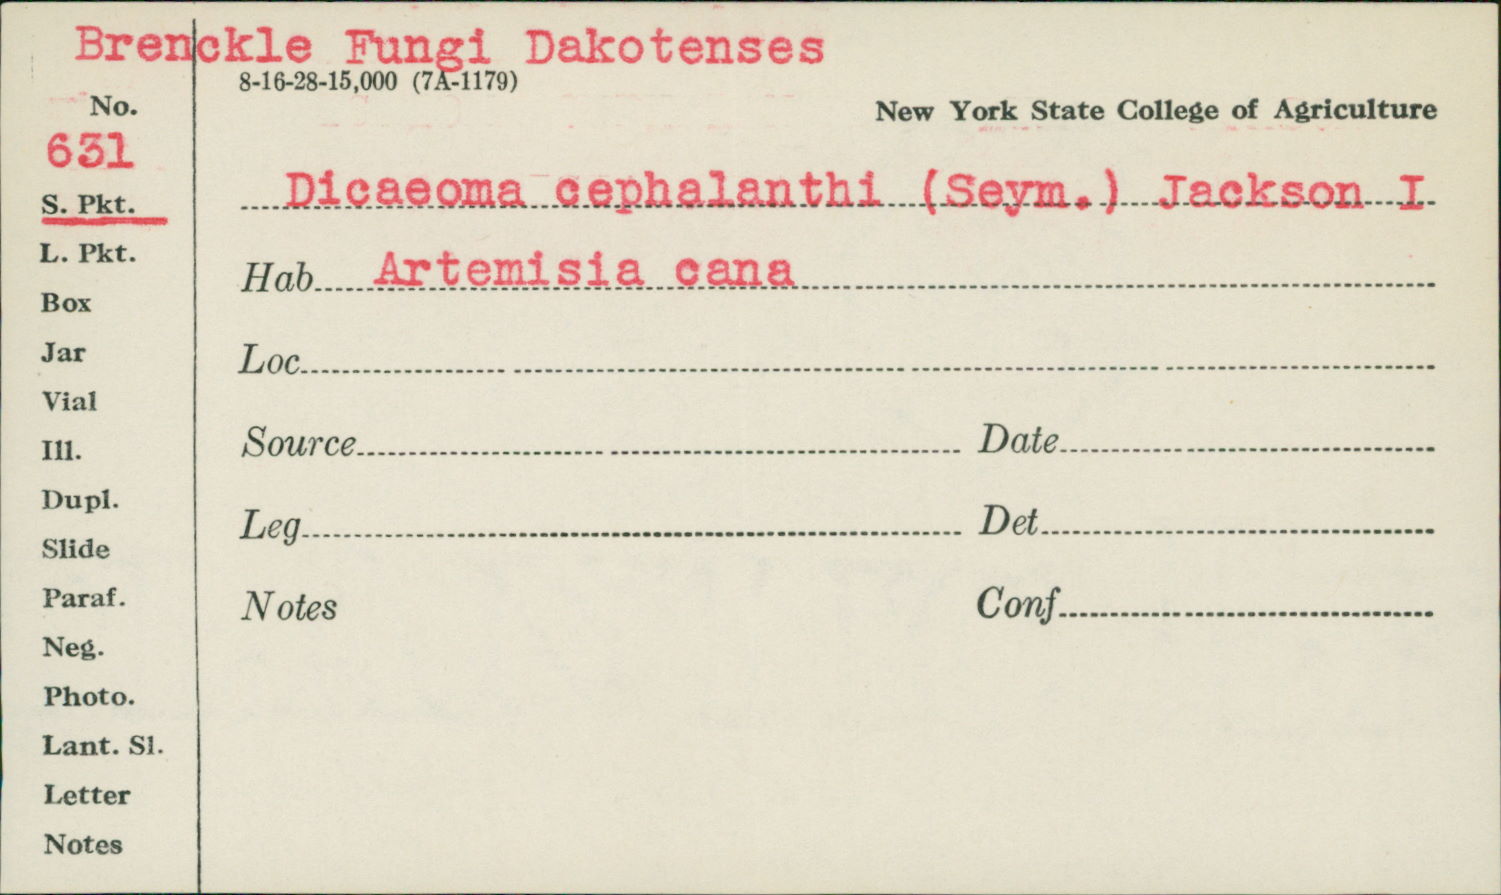 Brenckle Fungi Dakotenses
8-16-28-15,000 (7A-1179)
New York State College of Agriculture
No.
631
S. Pkt.
L. Pkt.
Box
Jar
Vial
Ill.
Dupl.
Slide
Paraf.
Neg.
Photo.
Lant. Sl.
Letter
Notes
Dicaeoma cephalanthi (Seym.) Jackson I
Hab Artemisia cana
Loc
Source
Date
Leg
Det
Notes
Conf